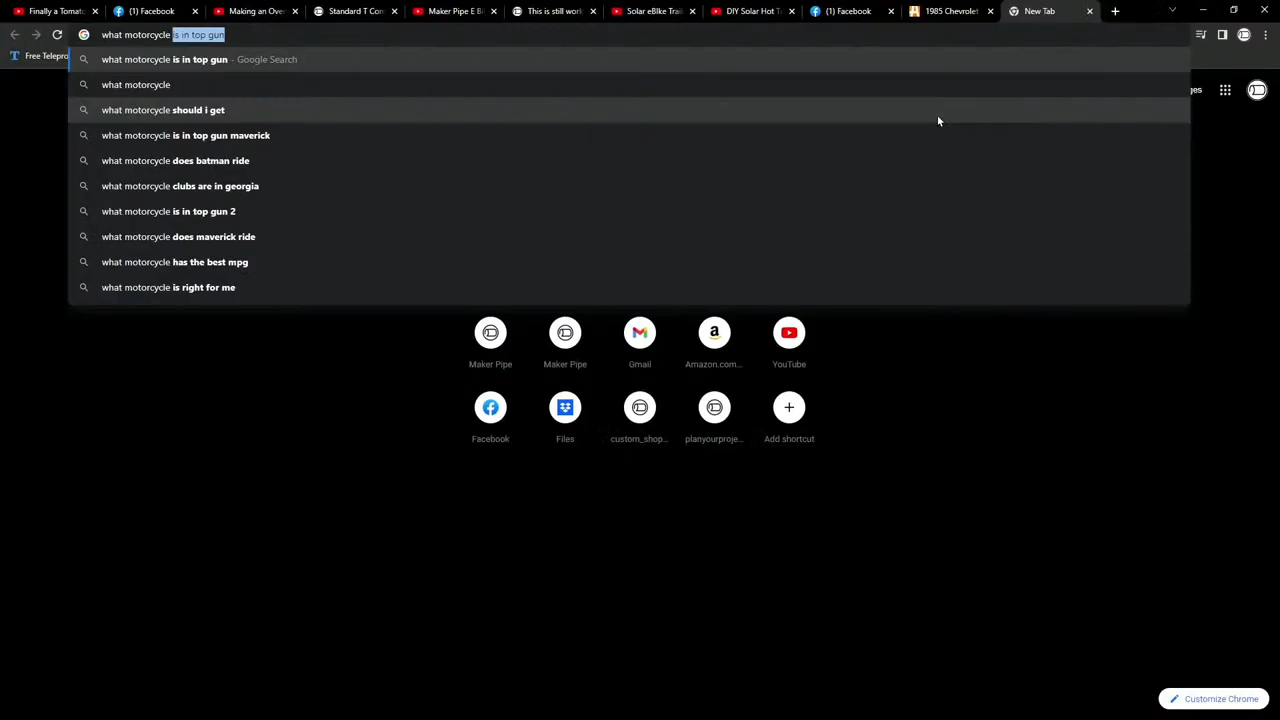 Finally a Tomato
(1) Facebook
Making an Over
Standard T Con
Maker Pipe E Bi
This is still work
Solar eBike Trail
DIY Solar Hot T
(1) Facebook
1985 Chevrolet
New Tab
what motorcycle is in top gun
Free Telepro
what motorcycle is in top gun - Google Search
what motorcycle
what motorcycle should i get
what motorcycle is in top gun maverick
what motorcycle does batman ride
what motorcycle clubs are in georgia
what motorcycle is in top gun 2
what motorcycle does maverick ride
what motorcycle has the best mpg
what motorcycle is right for me
Maker Pipe
Maker Pipe
Gmail
Amazon.com...
YouTube
Facebook
Files
custom_shop...
planyourproje...
Add shortcut
Customize Chrome